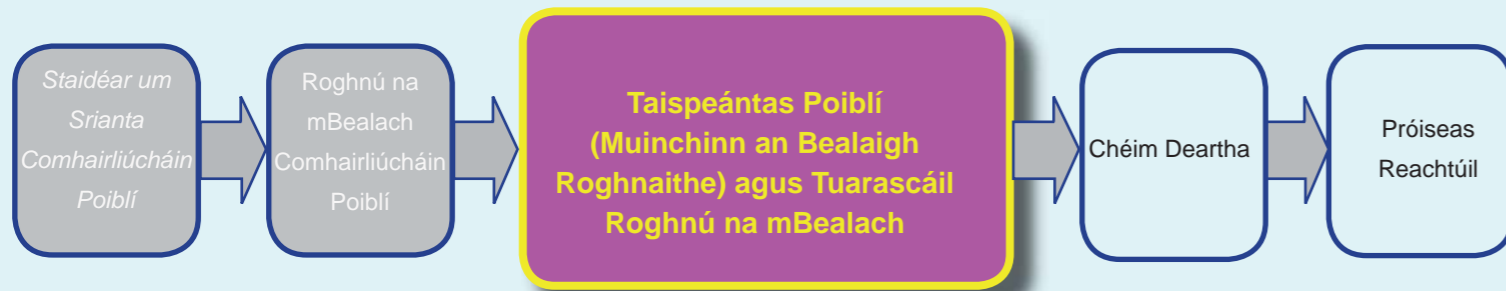 Staidéar um
Srianta
Comhairliúcháin
Poiblí
Roghnú na
mBealach
Comhairliúcháin
Poiblí
Taispeántas Poiblí
(Muinchinn an Bealaigh
Roghnaithe) agus Tuarascáil
Roghnú na mBealach
Chéim Deartha
Próiseas
Reachtúil